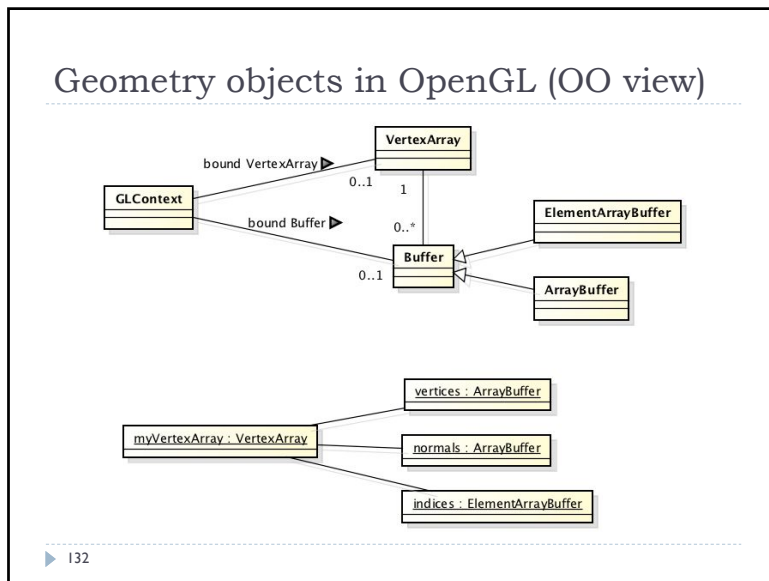 Geometry objects in OpenGL (OO view)
VertexArray
bound VertexArray
0..1
1
GLContext
bound Buffer
0..*
ElementArrayBuffer
Buffer
0..1
ArrayBuffer
vertices : ArrayBuffer
myVertexArray : VertexArray
normals : ArrayBuffer
indices : ElementArrayBuffer
132